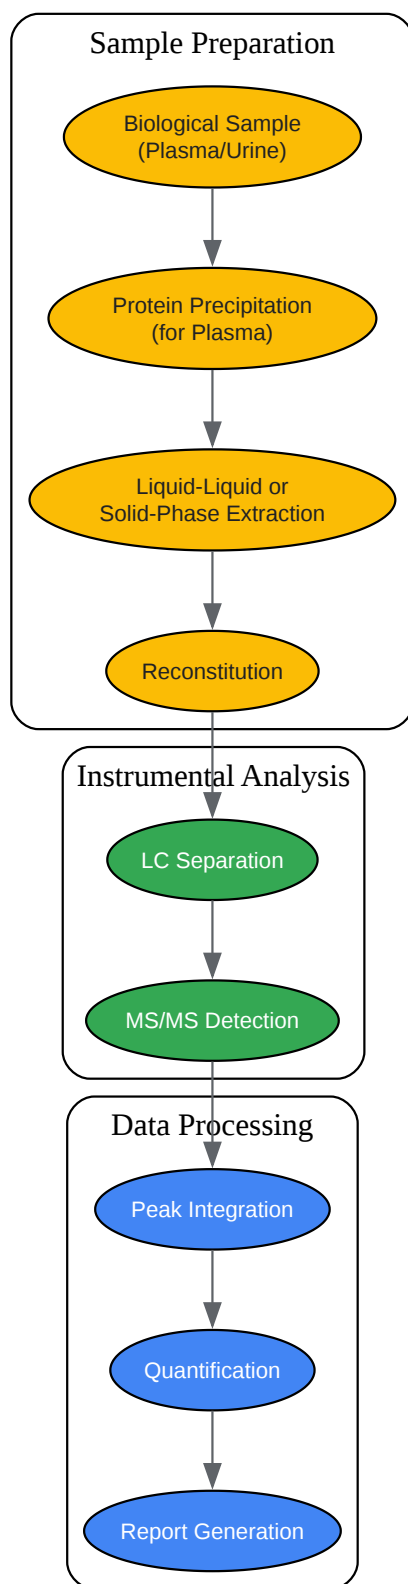 Sample Preparation
Biological Sample
(Plasma/Urine)
Protein Precipitation
(for Plasma)
Liquid-Liquid or
Solid-Phase Extraction
Reconstitution
Instrumental Analysis
LC Separation
MS/MS Detection
Data Processing
Peak Integration
Quantification
Report Generation